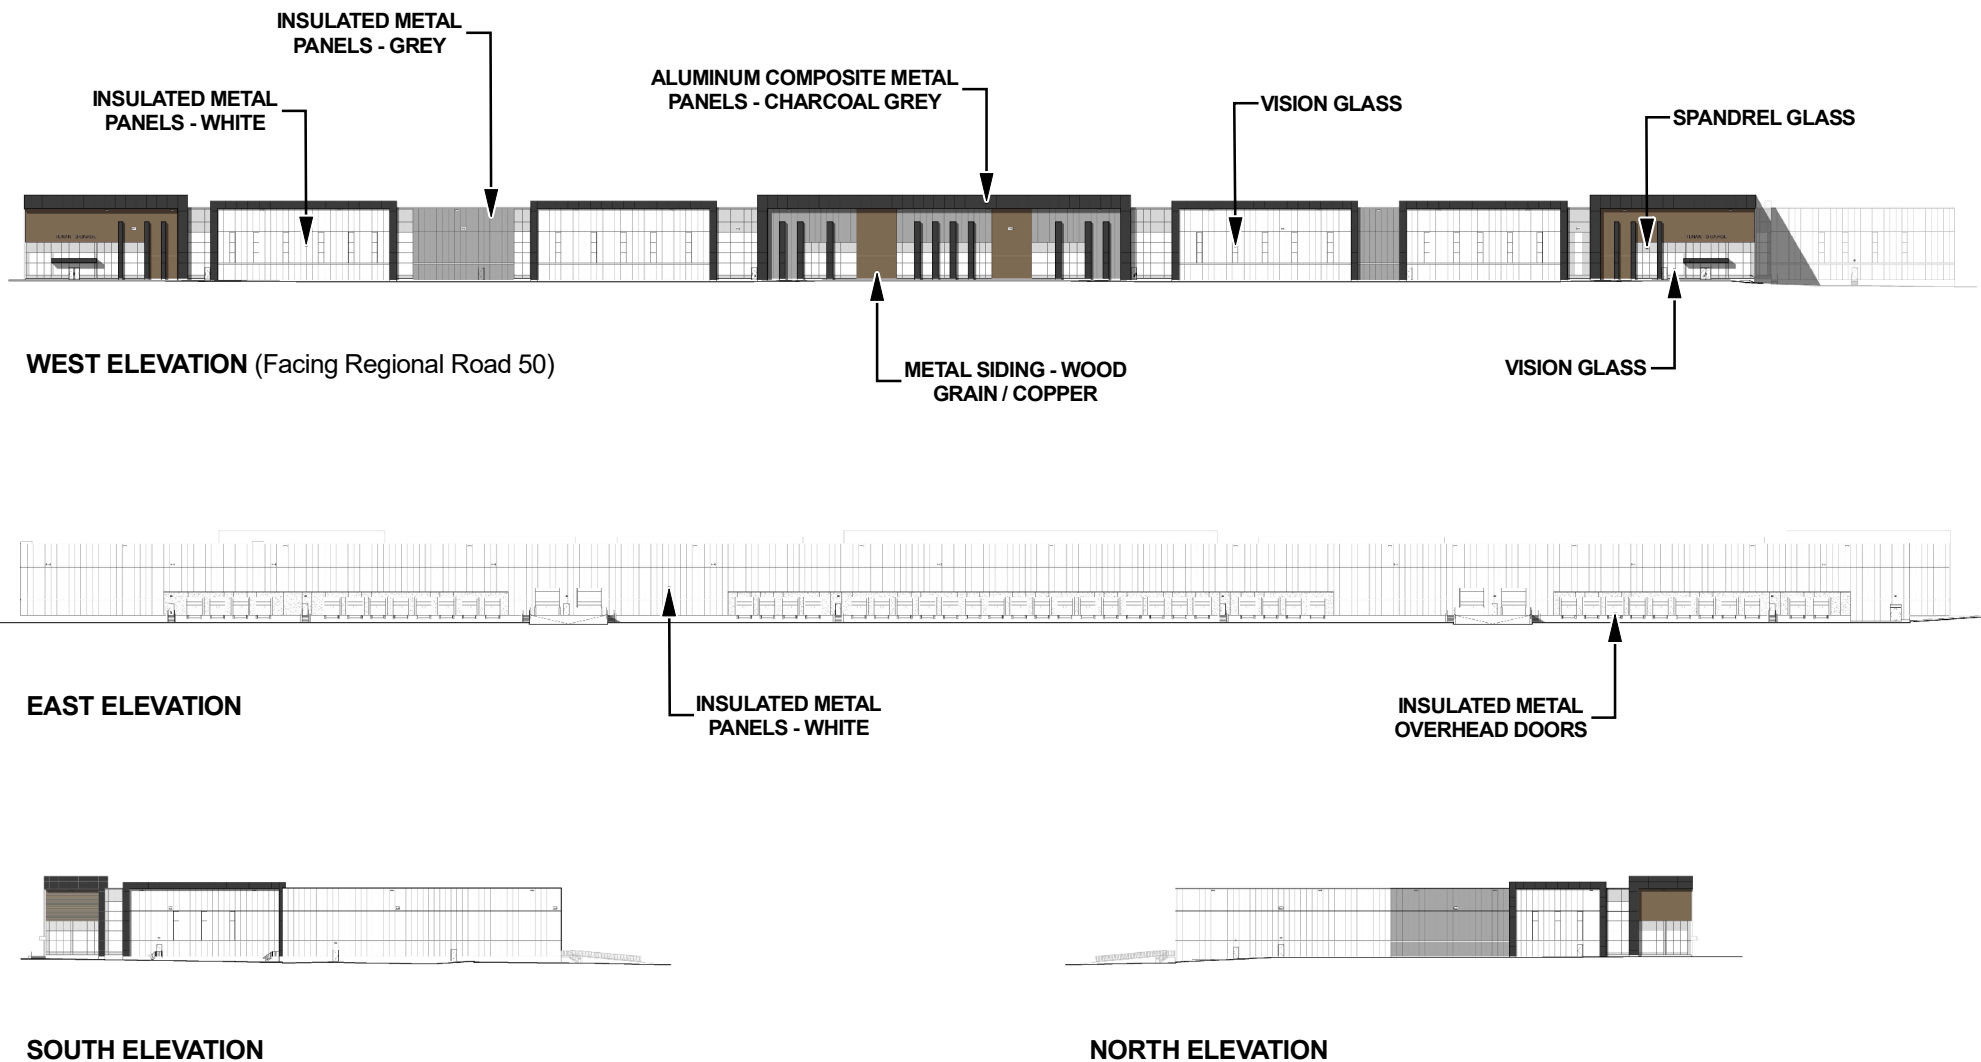 INSULATED METAL
PANELS - GREY
INSULATED METAL
PANELS - WHITE
ALUMINUM COMPOSITE METAL
PANELS - CHARCOAL GREY
VISION GLASS
SPANDREL GLASS
WEST ELEVATION (Facing Regional Road 50)
METAL SIDING - WOOD
GRAIN / COPPER
VISION GLASS
EAST ELEVATION
INSULATED METAL
PANELS - WHITE
INSULATED METAL
OVERHEAD DOORS
SOUTH ELEVATION
NORTH ELEVATION